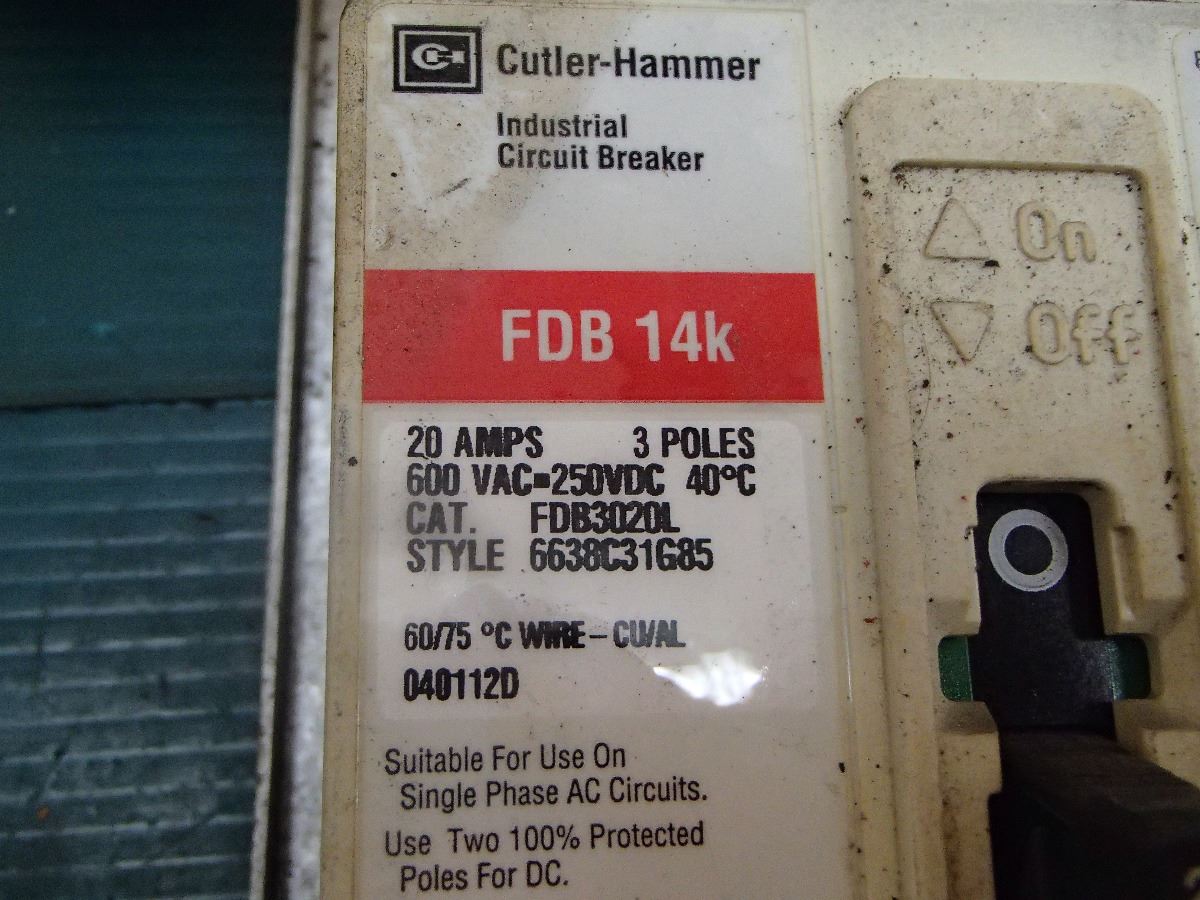 Cutler-Hammer
Industrial
Circuit Breaker
FDB 14k
20 AMPS 3 POLES
600 VAC▪250VDC 40°C
CAT. FDB3020L
STYLE 6638C31G85
60/75 °C WIRE-CU/AL
040112D
Suitable For Use On
Single Phase AC Circuits.
Use Two 100% Protected
Poles For DC.
On
Off